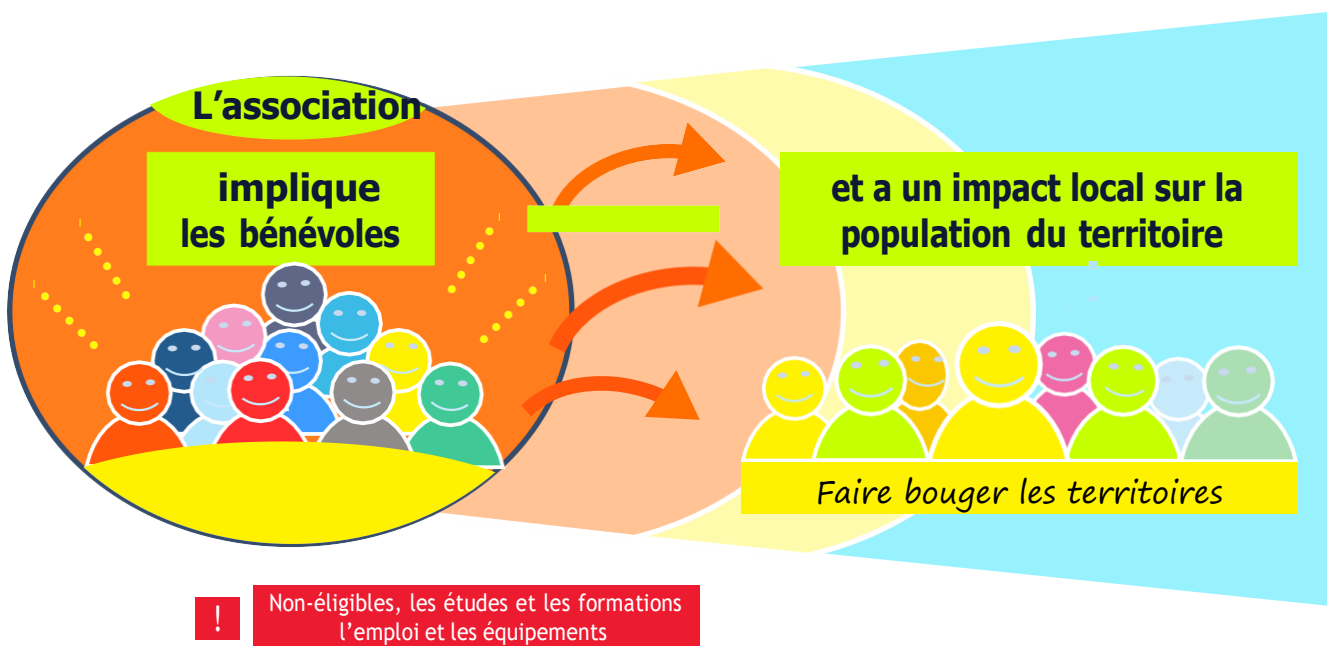 L’association
implique
les bénévoles
et a un impact local sur la
population du territoire
Faire bouger les territoires
!
Non-éligibles, les études et les formations
l’emploi et les équipements